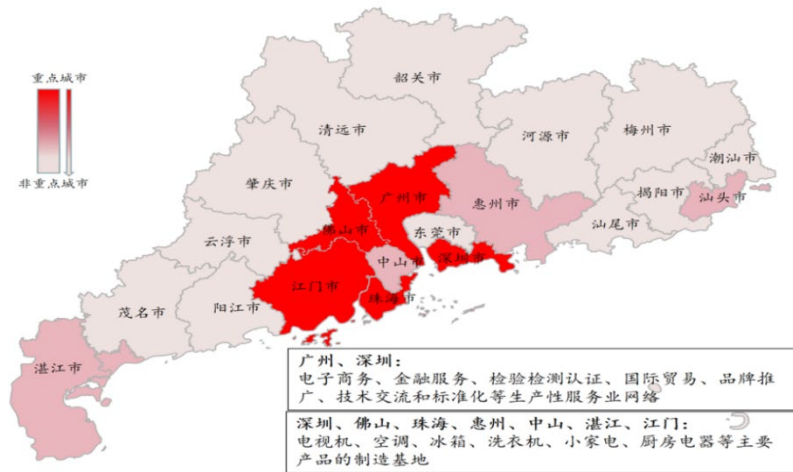 重点城市
非重点城市
韶关市
清远市
河源市
梅州市
潮汕市
肇庆市
广州市
惠州市
揭阳市
汕头市
佛山市
东莞市
汕尾市
云浮市
中山市
深圳市
江门市
珠海市
茂名市
阳江市
湛江市
广州、深圳：
电子商务、金融服务、检验检测认证、国际贸易、品牌推
广、技术交流和标准化等生产性服务业网络
深圳、佛山、珠海、惠州、中山、湛江、江门：
电视机、空调、冰箱、洗衣机、小家电、厨房电器等主要
产品的制造基地